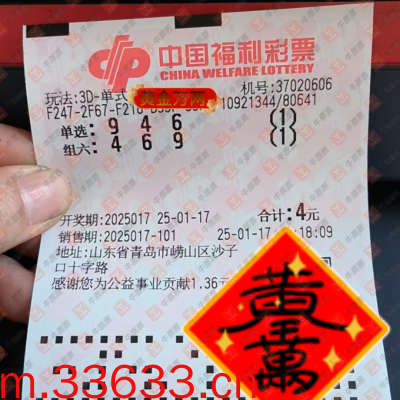 中国福利彩票
CHINA WELFARE LOTTERY
玩法:3D-单式 黄金万两 机号:37020606
F247-2F67-F216- 10921344/80641
单选: 9 4 6 (1)
组六: 4 6 9 (1)
开奖期:2025017 25-01-17 合计:4元
销售期:2025017-101 25-01-17 :18:09
地址:山东省青岛市崂山区沙子
口十字路
感谢您为公益事业贡献1.36
m.33633.c